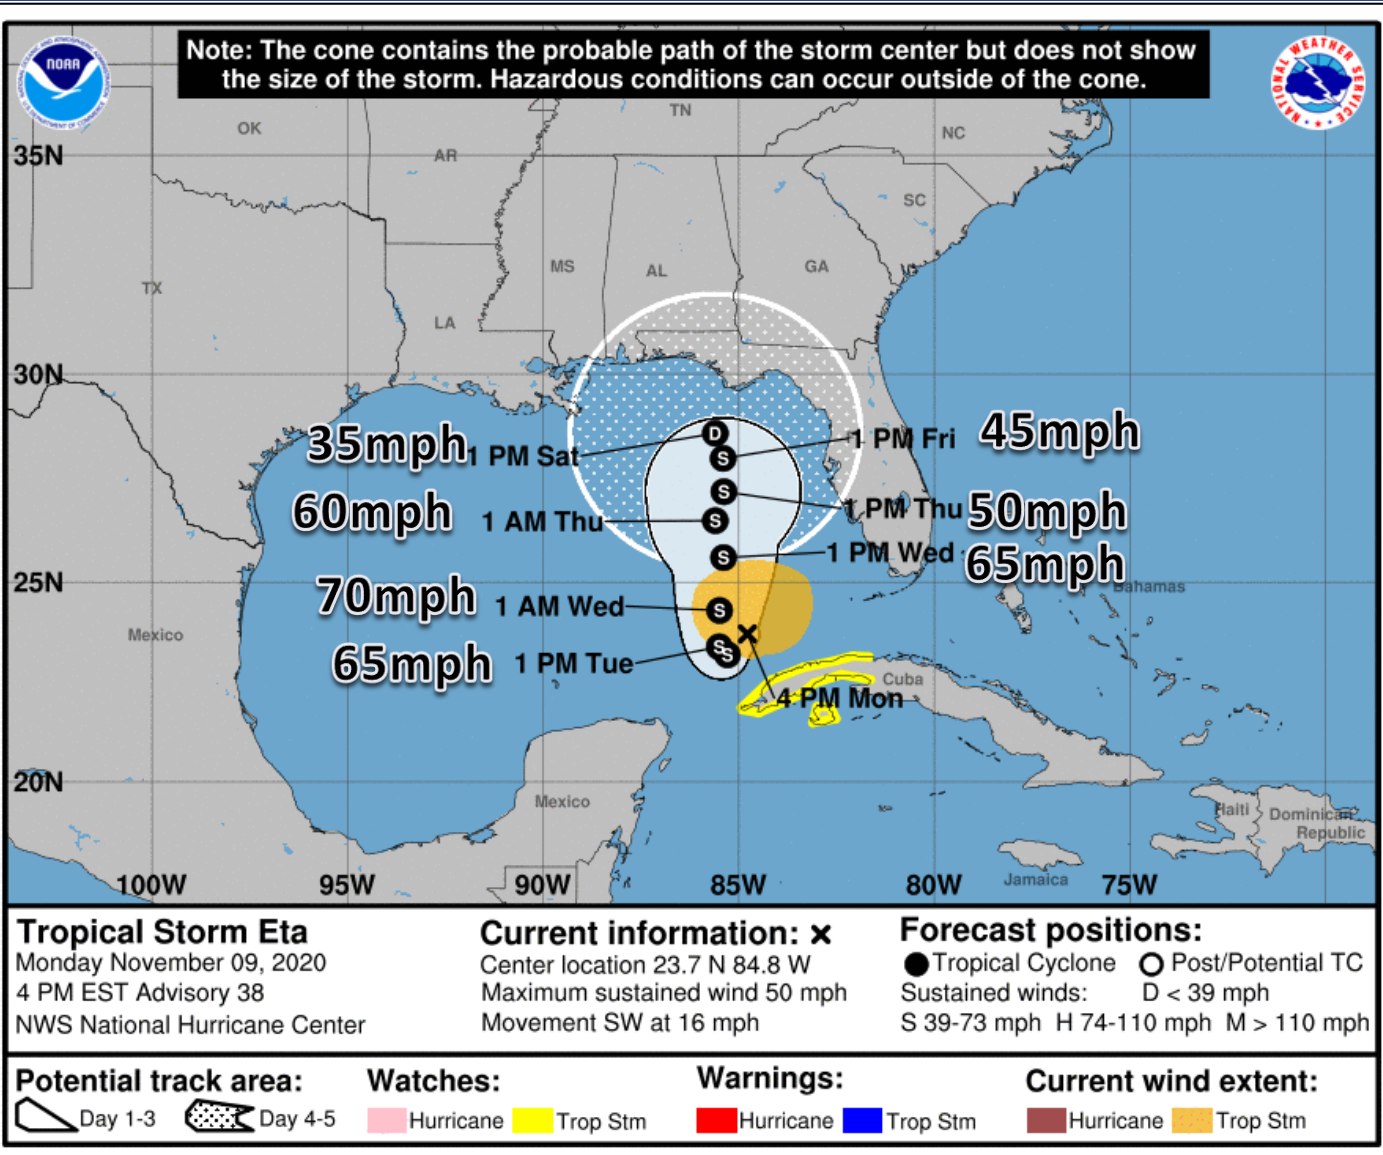 Note: The cone contains the probable path of the storm center but does not show
the size of the storm. Hazardous conditions can occur outside of the cone.
NOAA
NATIONAL WEATHER SERVICE
TN
OK
NC
AR
35N
SC
MS
AL
GA
TX
LA
30N
35mph
1 PM Sat
D
S
1 PM Fri
45mph
60mph
1 AM Thu
S
S
1 PM Thu
50mph
S
1 PM Wed
65mph
25N
Bahamas
70mph
1 AM Wed
S
Mexico
65mph
1 PM Tue
S
S
4 PM Mon
Cuba
20N
Mexico
Haiti
Dominican
Republic
Jamaica
100W
95W
90W
85W
80W
75W
Tropical Storm Eta
Monday November 09, 2020
4 PM EST Advisory 38
NWS National Hurricane Center
Current information: x
Center location 23.7 N 84.8 W
Maximum sustained wind 50 mph
Movement SW at 16 mph
Forecast positions:
Tropical Cyclone Post/Potential TC
Sustained winds: D < 39 mph
S 39-73 mph H 74-110 mph M > 110 mph
Potential track area:
Day 1-3 Day 4-5
Watches:
Hurricane Trop Stm
Warnings:
Hurricane Trop Stm
Current wind extent:
Hurricane Trop Stm